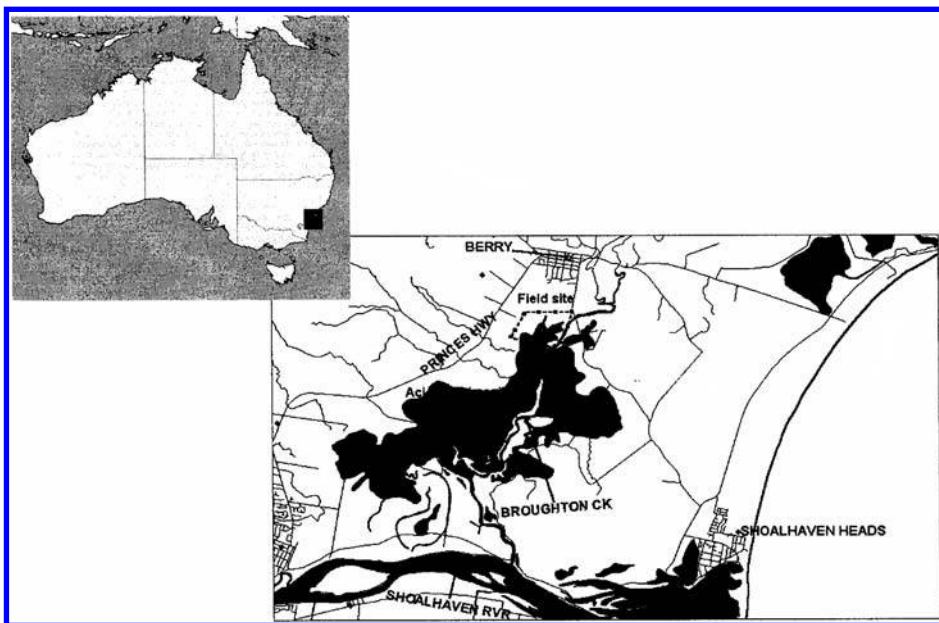 BERRY
Field site
PRINCES HWY
BROUGHTON CK
SHOALHAVEN HEADS
SHOALHAVEN RVR